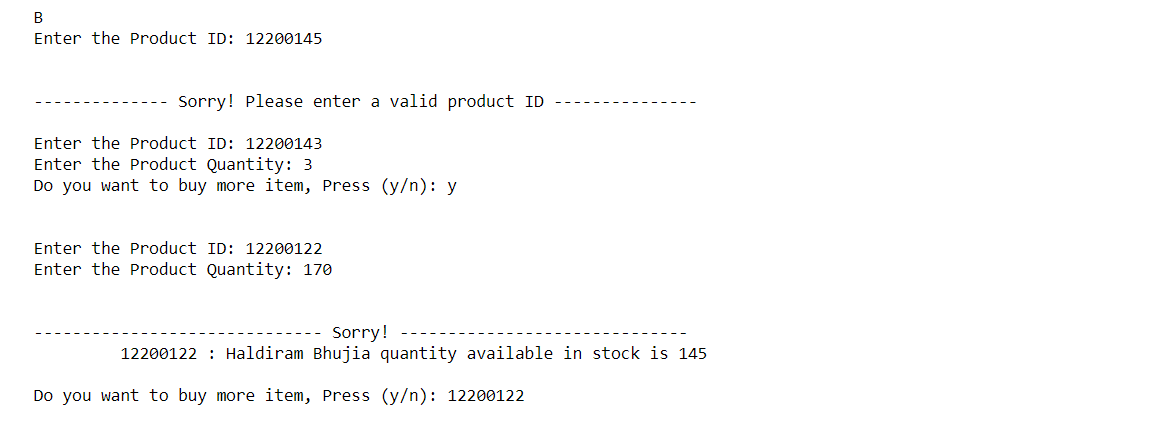 B
Enter the Product ID: 12200145
-------------- Sorry! Please enter a valid product ID ---------------
Enter the Product ID: 12200143
Enter the Product Quantity: 3
Do you want to buy more item, Press (y/n): y
Enter the Product ID: 12200122
Enter the Product Quantity: 170
------------------------------ Sorry! ------------------------------
12200122 : Haldiram Bhujia quantity available in stock is 145
Do you want to buy more item, Press (y/n): 12200122